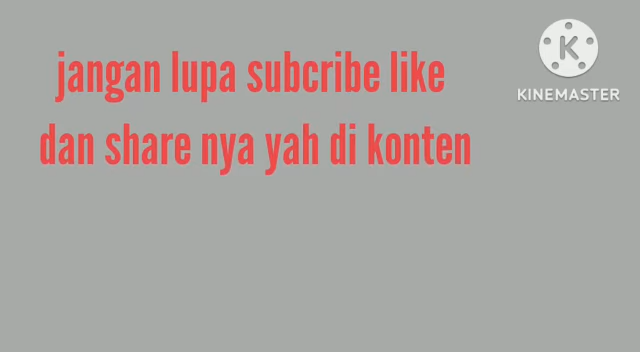 jangan lupa subcribe like
dan share nya yah di konten
KINEMASTER